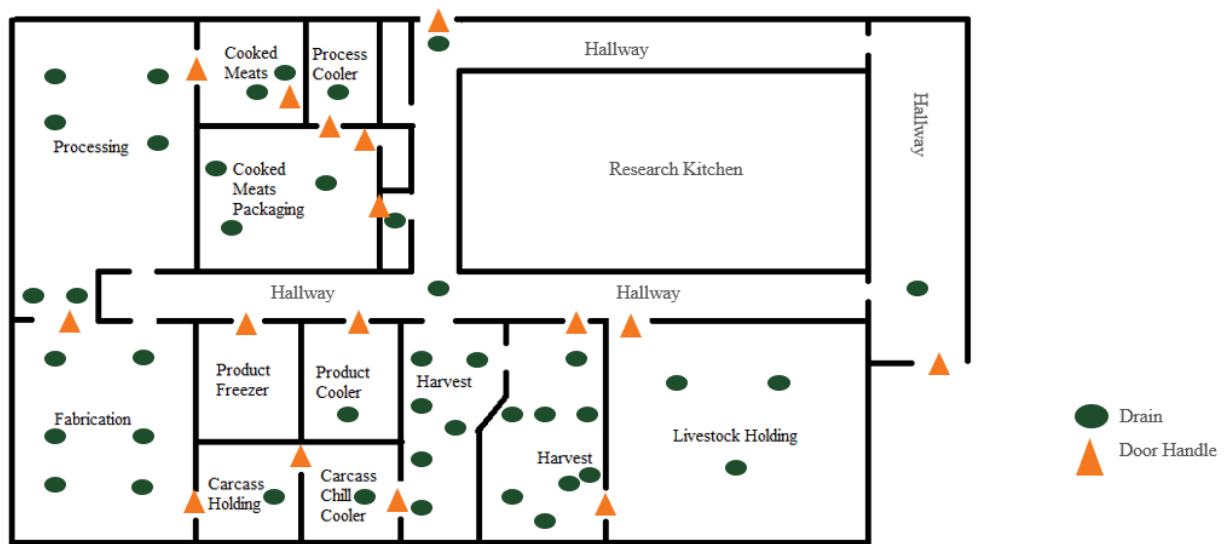 Hallway
Cooked
Meats
Process
Cooler
Hallway
Processing
Cooked
Meats
Packaging
Research Kitchen
Hallway
Hallway
Product
Freezer
Product
Cooler
Harvest
Fabrication
Livestock Holding
Harvest
Carcass
Holding
Carcass
Chill
Cooler
Drain
Door Handle